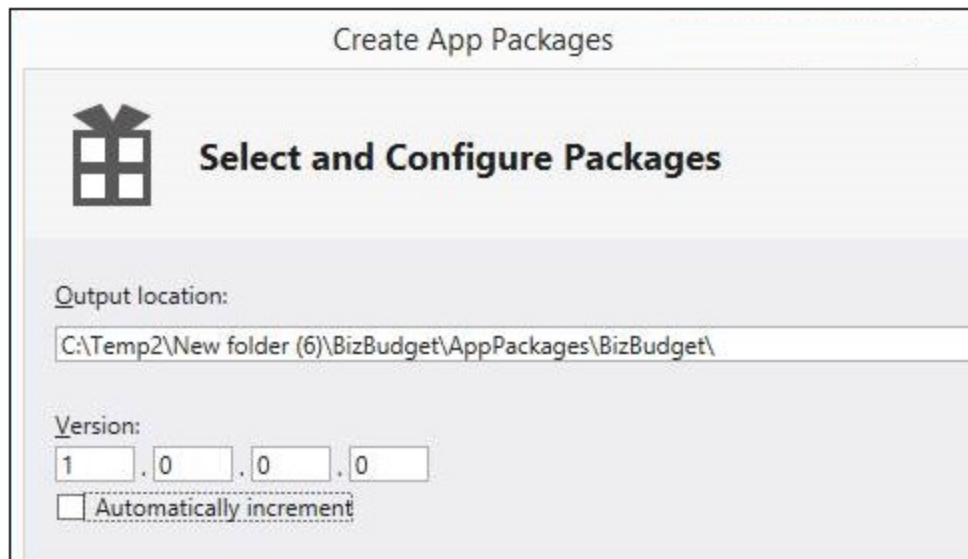 Create App Packages
Select and Configure Packages
Output location:
C:\Temp2\New folder (6)\BizBudget\AppPackages\BizBudget\
Version:
1 . 0 . 0 . 0
Automatically increment